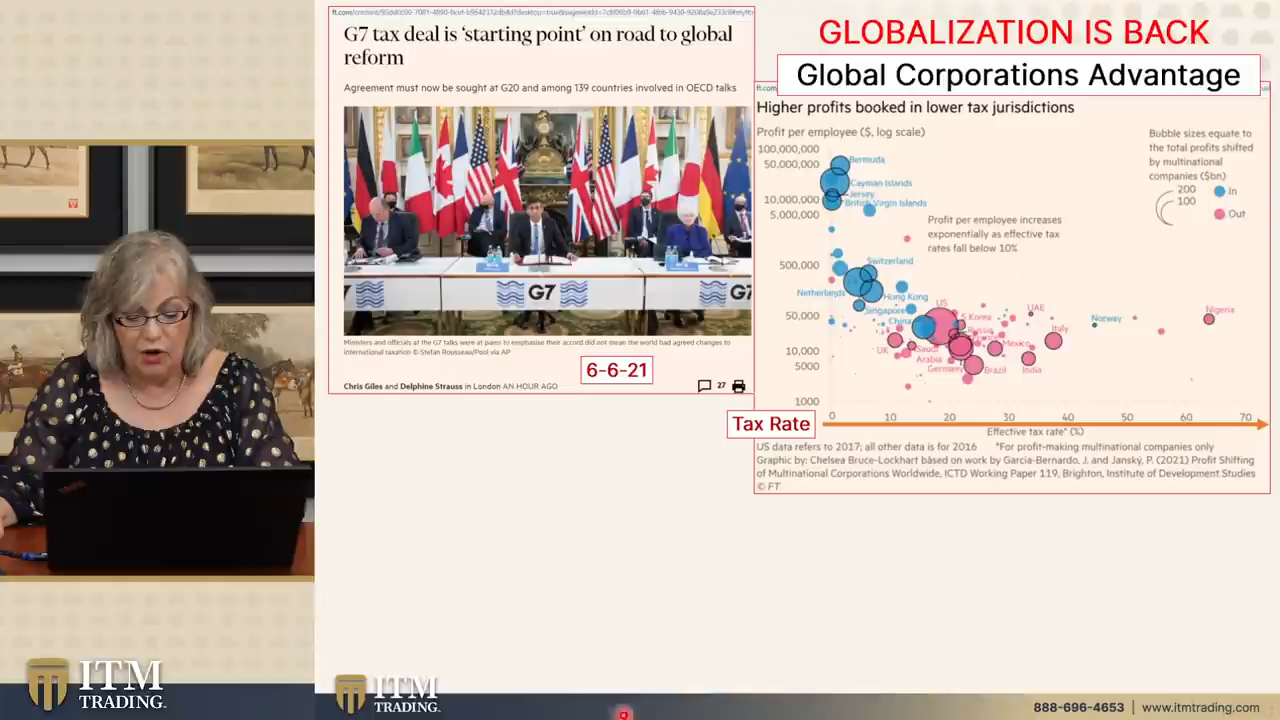 G7 tax deal is ‘starting point’ on road to global
reform
Agreement must now be sought at G20 and among 139 countries involved in OECD talks
G7
G7
Ministers and officials at the G7 talks were at pains to emphasise their accord did not mean the world had agreed changes to
international taxation © Stefan Rousseau/Pool via AP
6-6-21
Chris Giles and Delphine Strauss in London AN HOUR AGO
27
GLOBALIZATION IS BACK
Global Corporations Advantage
Higher profits booked in lower tax jurisdictions
Profit per employee ($, log scale)
Bubble sizes equate to
the total profits shifted
by multinational
companies ($bn)
200
100
In
Out
100,000,000
50,000,000
10,000,000
5,000,000
500,000
50,000
10,000
5000
1000
Bermuda
Cayman Islands
Jersey
British Virgin Islands
Profit per employee increases
exponentially as effective tax
rates fall below 10%
Switzerland
Netherlands
Hong Kong
Singapore
China
US
S Korea
UAE
Norway
Nigeria
Russia
Italy
UK
Saudi
Arabia
Mexico
Germany
Brazil
India
0 10 20 30 40 50 60 70
Tax Rate
Effective tax rate* (%)
US data refers to 2017; all other data is for 2016 *For profit-making multinational companies only
Graphic by: Chelsea Bruce-Lockhart based on work by Garcia-Bernardo, J. and Janský, P. (2021) Profit Shifting
of Multinational Corporations Worldwide, ICTD Working Paper 119, Brighton, Institute of Development Studies
© FT
ITM
TRADING
ITM
TRADING
888-696-4653 | www.itmtrading.com